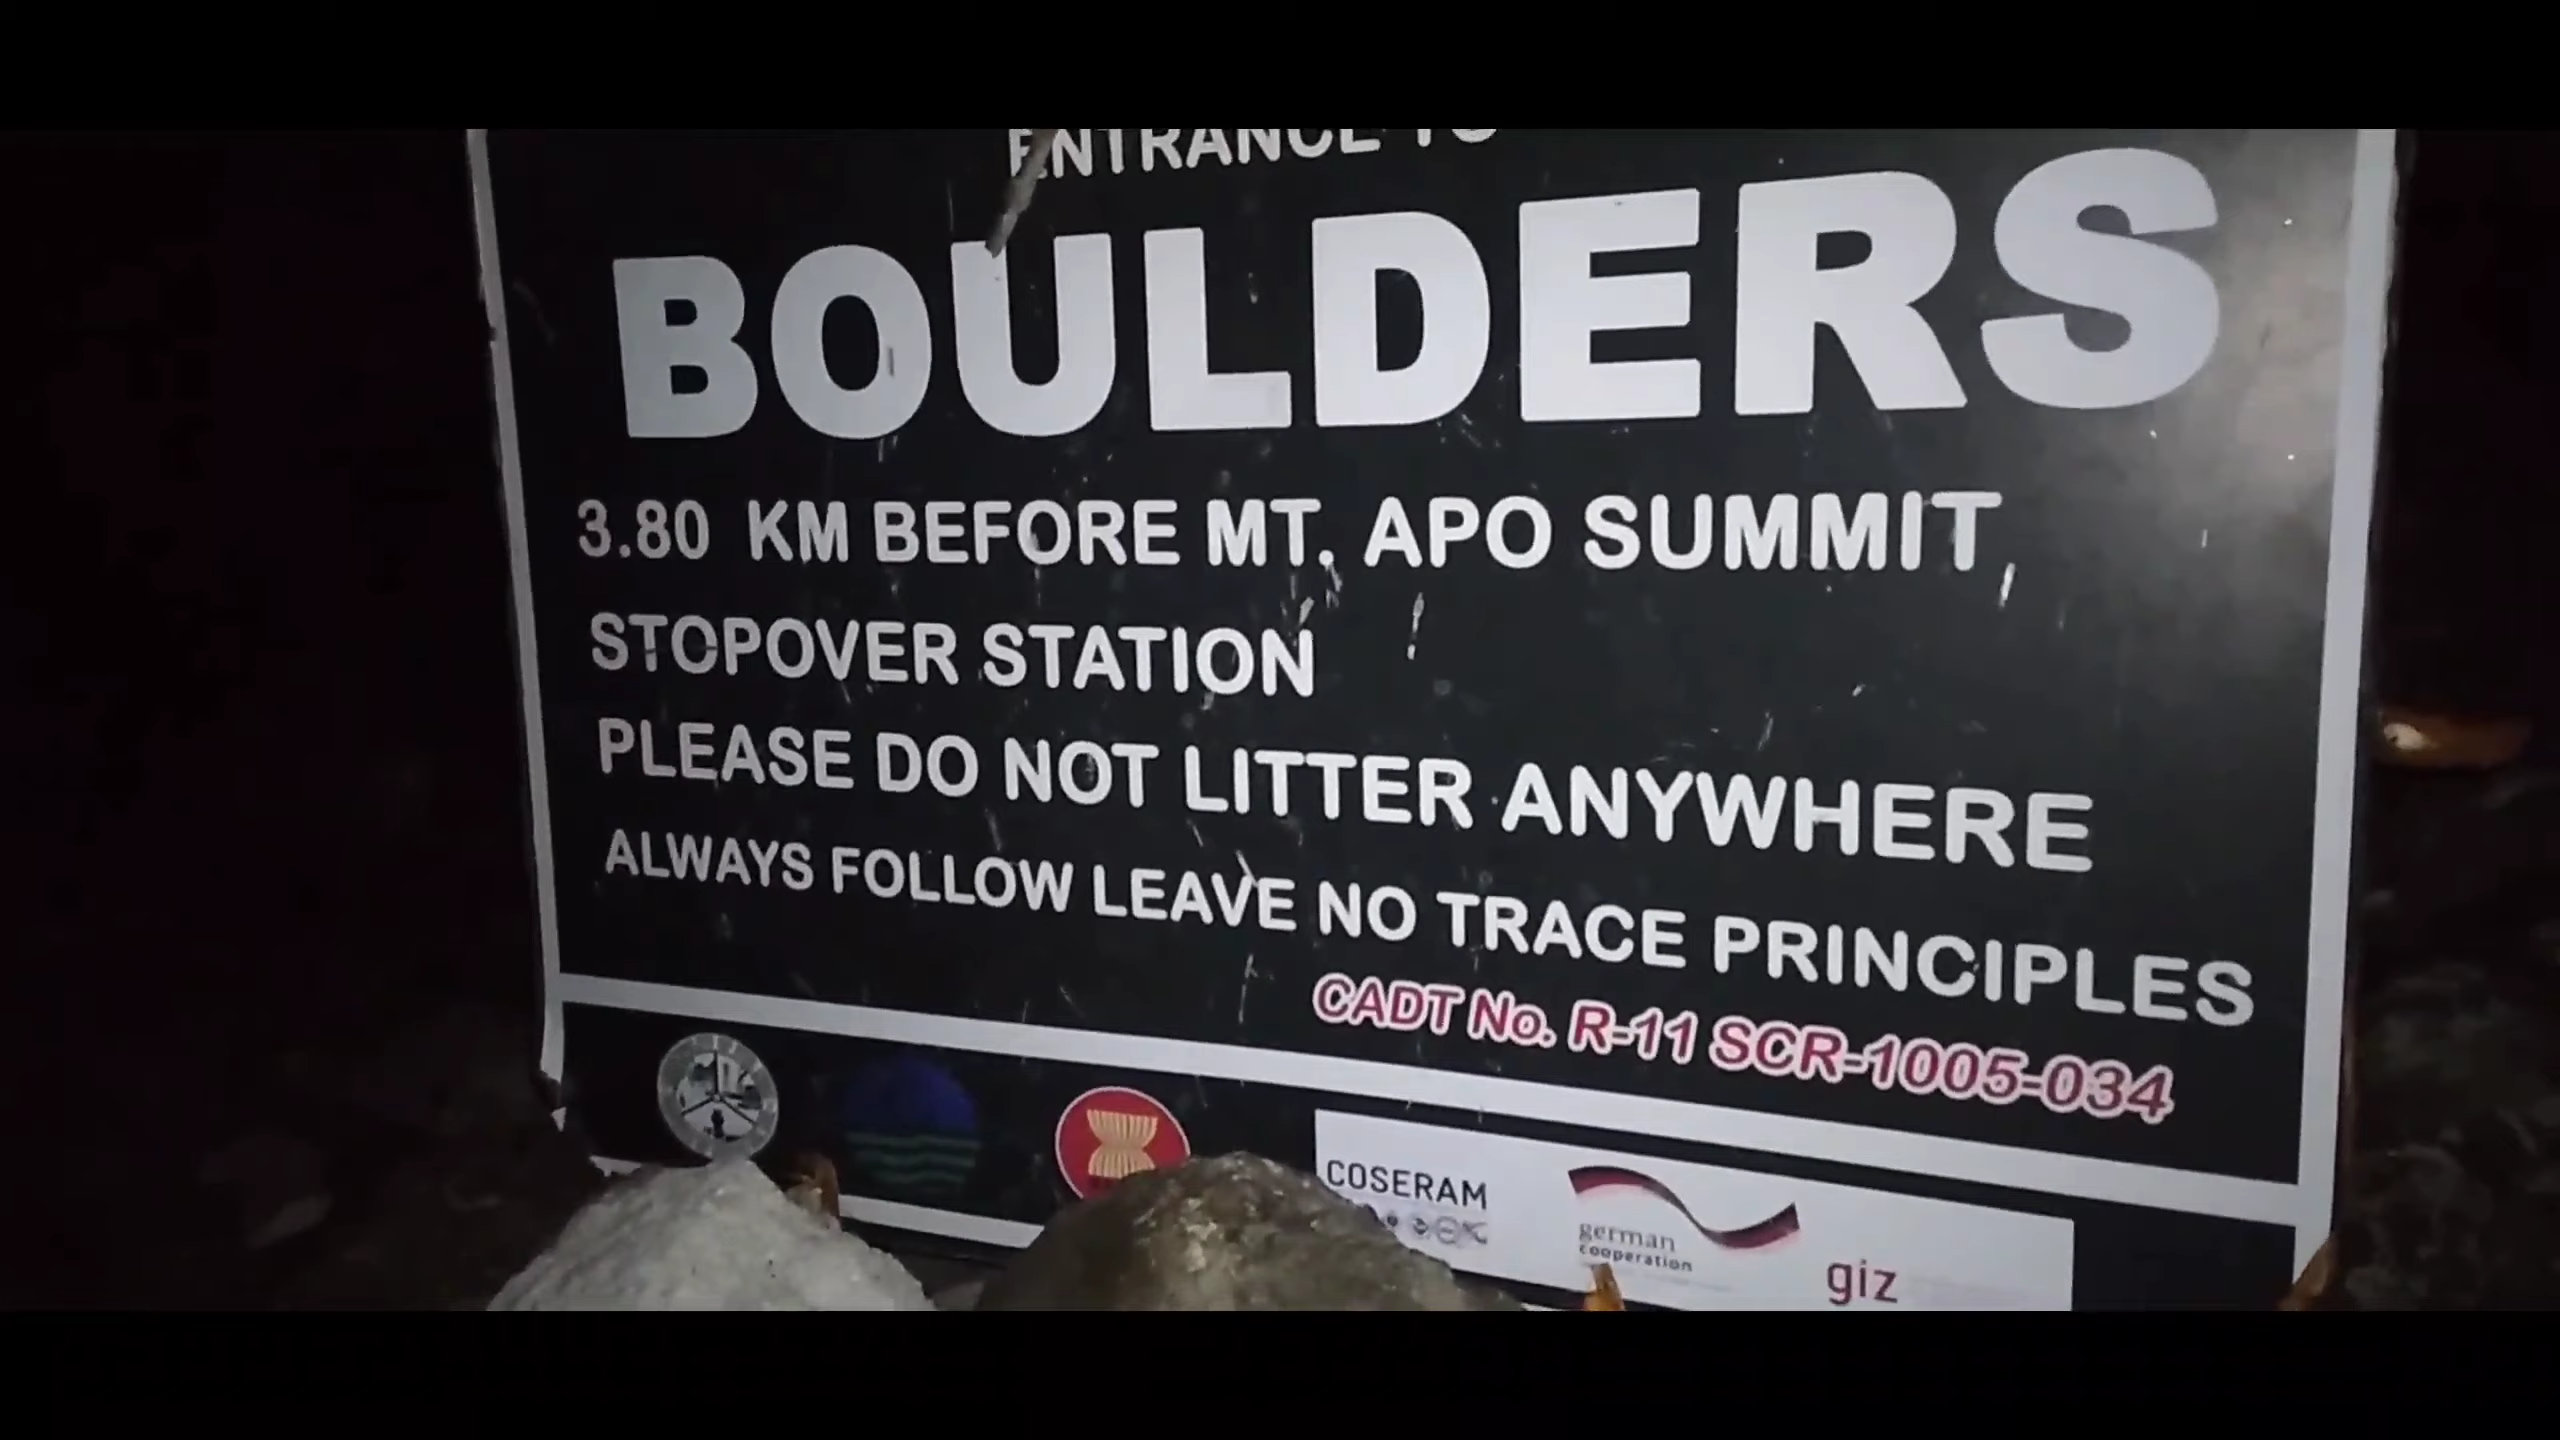 ENTRANCE TO
BOULDERS
3.80 KM BEFORE MT. APO SUMMIT,
STOPOVER STATION
PLEASE DO NOT LITTER ANYWHERE
ALWAYS FOLLOW LEAVE NO TRACE PRINCIPLES
CADT No. R-11 SCR-1005-034
COSERAM
german
cooperation
giz